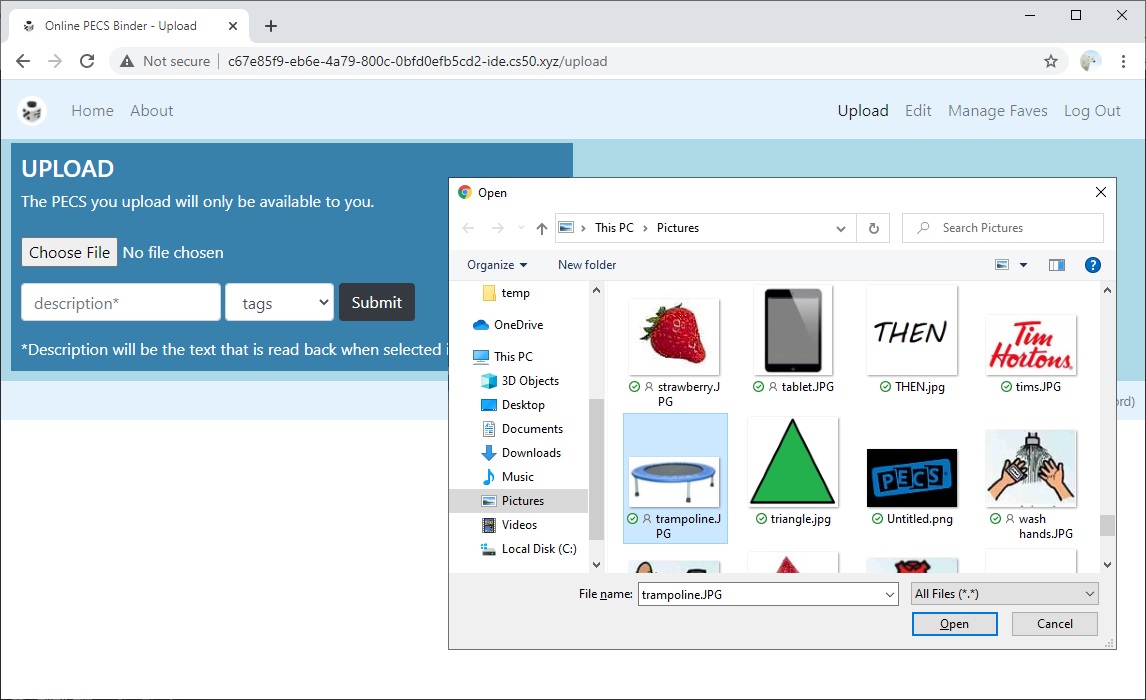 Online PECS Binder - Upload
Not secure
c67e85f9-eb6e-4a79-800c-0bfd0efb5cd2-ide.cs50.xyz/upload
Home About Upload Edit Manage Faves Log Out
UPLOAD
The PECS you upload will only be available to you.
Choose File No file chosen
description* tags Submit
*Description will be the text that is read back when selected i
ord)
Open
This PC Pictures
Search Pictures
Organize New folder
temp
OneDrive
This PC
3D Objects
Desktop
Documents
Downloads
Music
Pictures
Videos
Local Disk (C:)
THEN
Tim
Hortons
strawberry.J
PG
tablet.JPG
THEN.jpg
tims.JPG
PECS
trampoline.J
PG
triangle.jpg
Untitled.png
wash
hands.JPG
File name: trampoline.JPG All Files (*.*)
Open Cancel